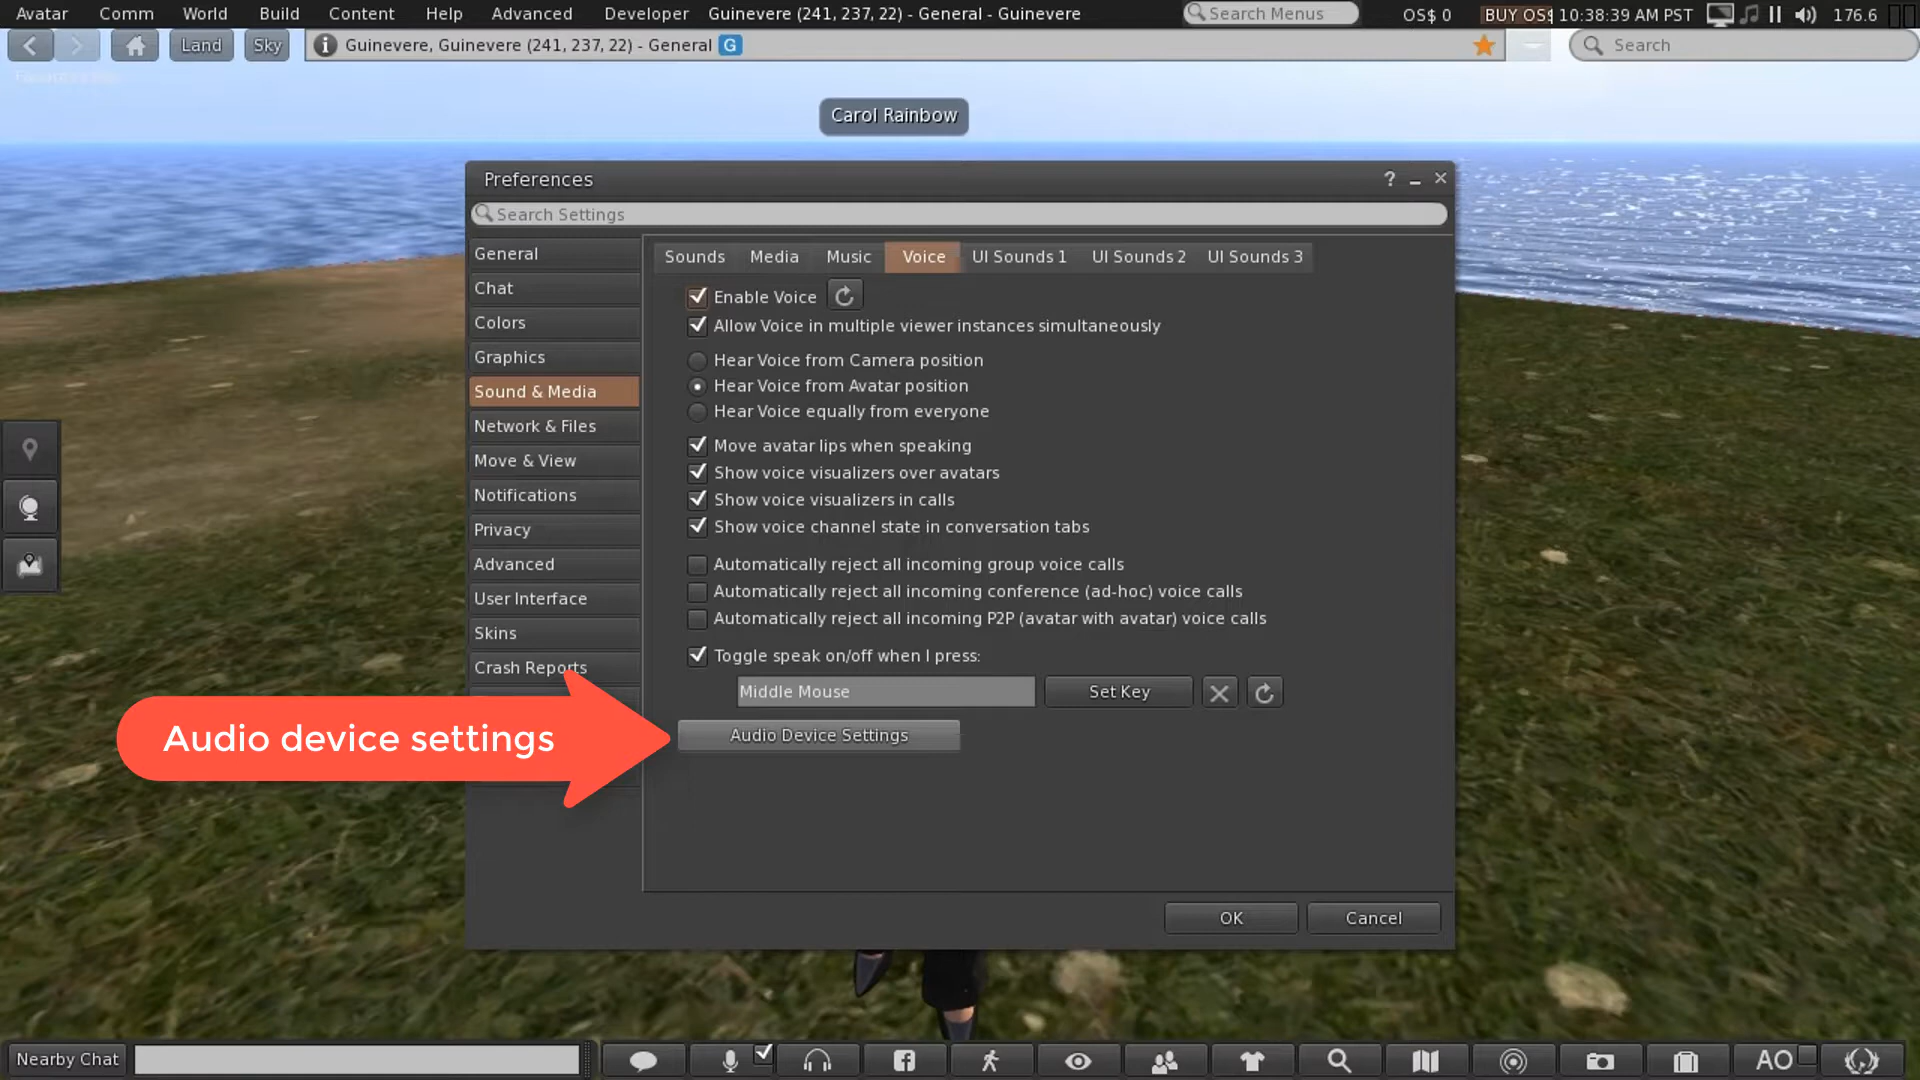 Avatar Comm World Build Content Help Advanced Developer Guinevere (241, 237, 22) - General - Guinevere Search Menus OS$ 0 BUY OS$ 10:38:39 AM PST 176.6
Land Sky Guinevere, Guinevere (241, 237, 22) - General G Search
Carol Rainbow
Preferences ?
Search Settings
General
Chat
Colors
Graphics
Sound & Media
Network & Files
Move & View
Notifications
Privacy
Advanced
User Interface
Skins
Crash Reports
Sounds Media Music Voice UI Sounds 1 UI Sounds 2 UI Sounds 3
Enable Voice
Allow Voice in multiple viewer instances simultaneously
Hear Voice from Camera position
Hear Voice from Avatar position
Hear Voice equally from everyone
Move avatar lips when speaking
Show voice visualizers over avatars
Show voice visualizers in calls
Show voice channel state in conversation tabs
Automatically reject all incoming group voice calls
Automatically reject all incoming conference (ad-hoc) voice calls
Automatically reject all incoming P2P (avatar with avatar) voice calls
Toggle speak on/off when I press:
Middle Mouse Set Key
Audio device settings
Audio Device Settings
OK Cancel
Nearby Chat AO